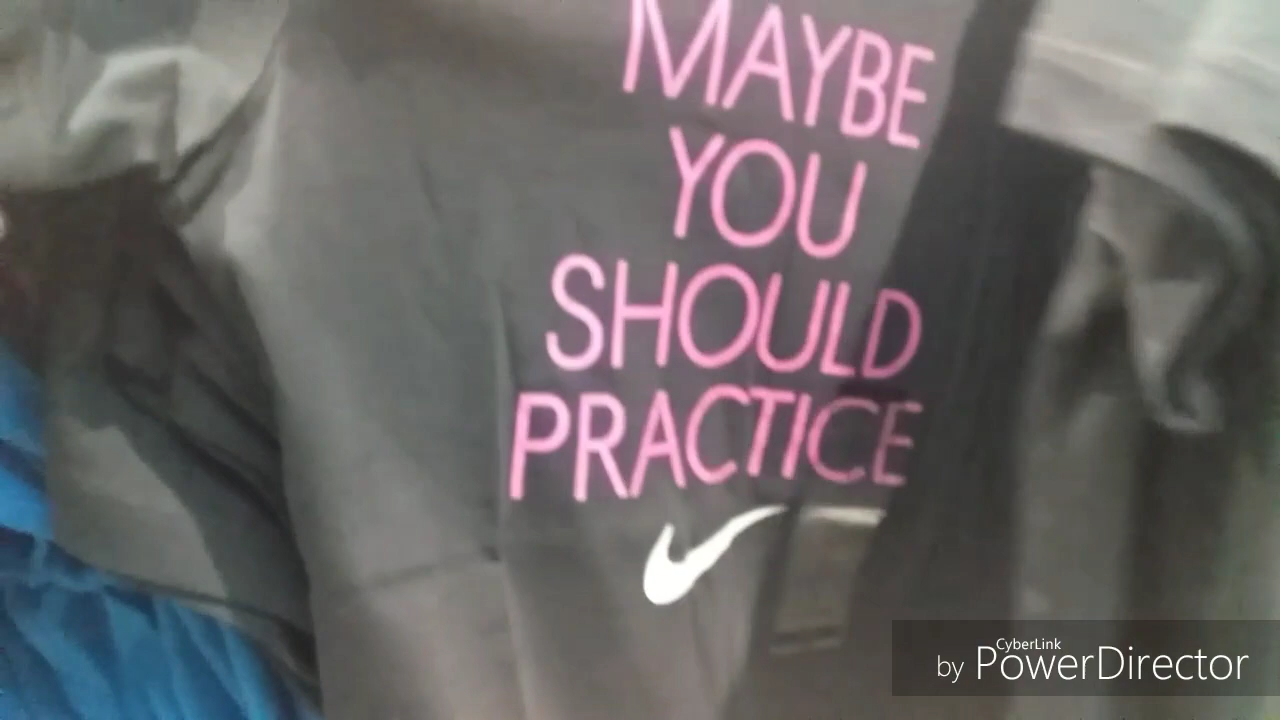 MAYBE
YOU
SHOULD
PRACTICE
CyberLink
by PowerDirector